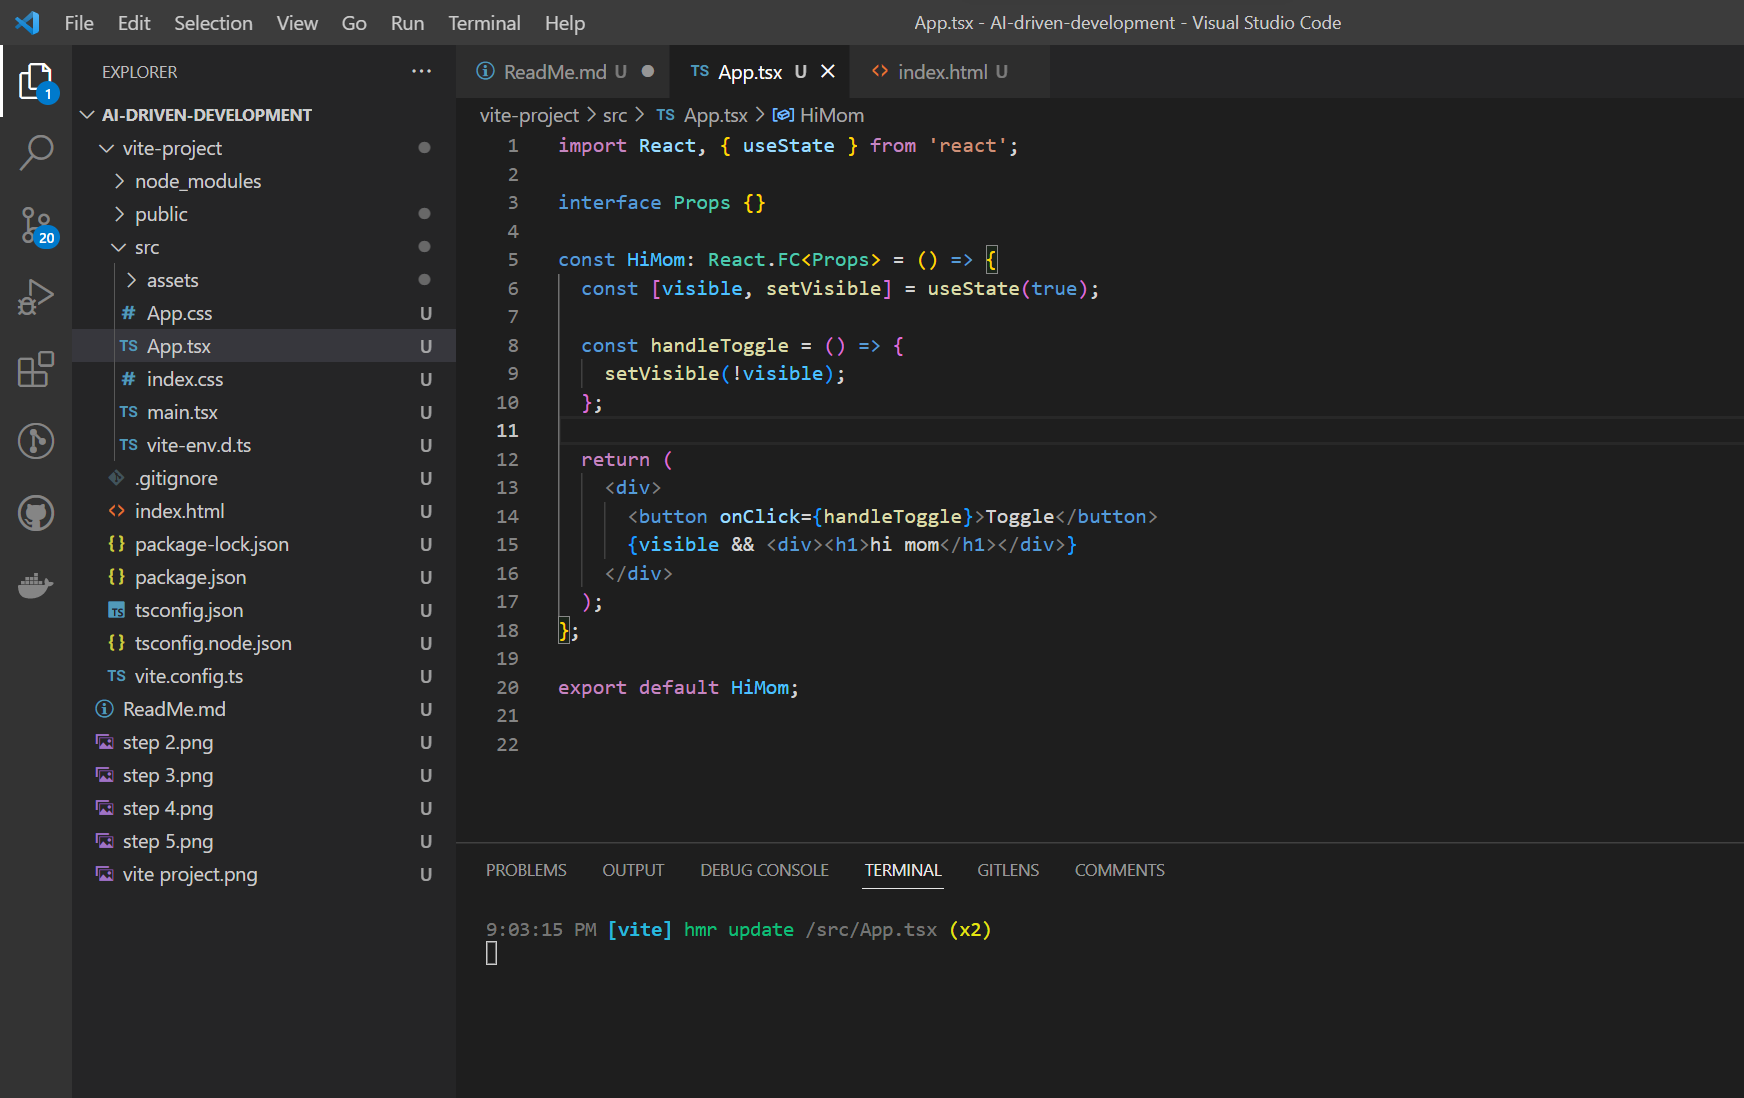 File Edit Selection View Go Run Terminal Help
App.tsx - AI-driven-development - Visual Studio Code
EXPLORER
1
20
AI-DRIVEN-DEVELOPMENT
vite-project
node_modules
public
src
assets
# App.css U
TS App.tsx U
# index.css U
TS main.tsx U
TS vite-env.d.ts U
.gitignore U
<> index.html U
{} package-lock.json U
{} package.json U
TS tsconfig.json U
{} tsconfig.node.json U
TS vite.config.ts U
ReadMe.md U
step 2.png U
step 3.png U
step 4.png U
step 5.png U
vite project.png U
ReadMe.md U
TS App.tsx U
<> index.html U
vite-project > src > TS App.tsx > HiMom
1 import React, { useState } from 'react';
2
3 interface Props {}
4
5 const HiMom: React.FC<Props> = () => {
6 const [visible, setVisible] = useState(true);
7
8 const handleToggle = () => {
9 setVisible(!visible);
10 };
11
12 return (
13 <div>
14 <button onClick={handleToggle}>Toggle</button>
15 {visible && <div><h1>hi mom</h1></div>}
16 </div>
17 );
18 };
19
20 export default HiMom;
21
22
PROBLEMS OUTPUT DEBUG CONSOLE TERMINAL GITLENS COMMENTS
9:03:15 PM [vite] hmr update /src/App.tsx (x2)